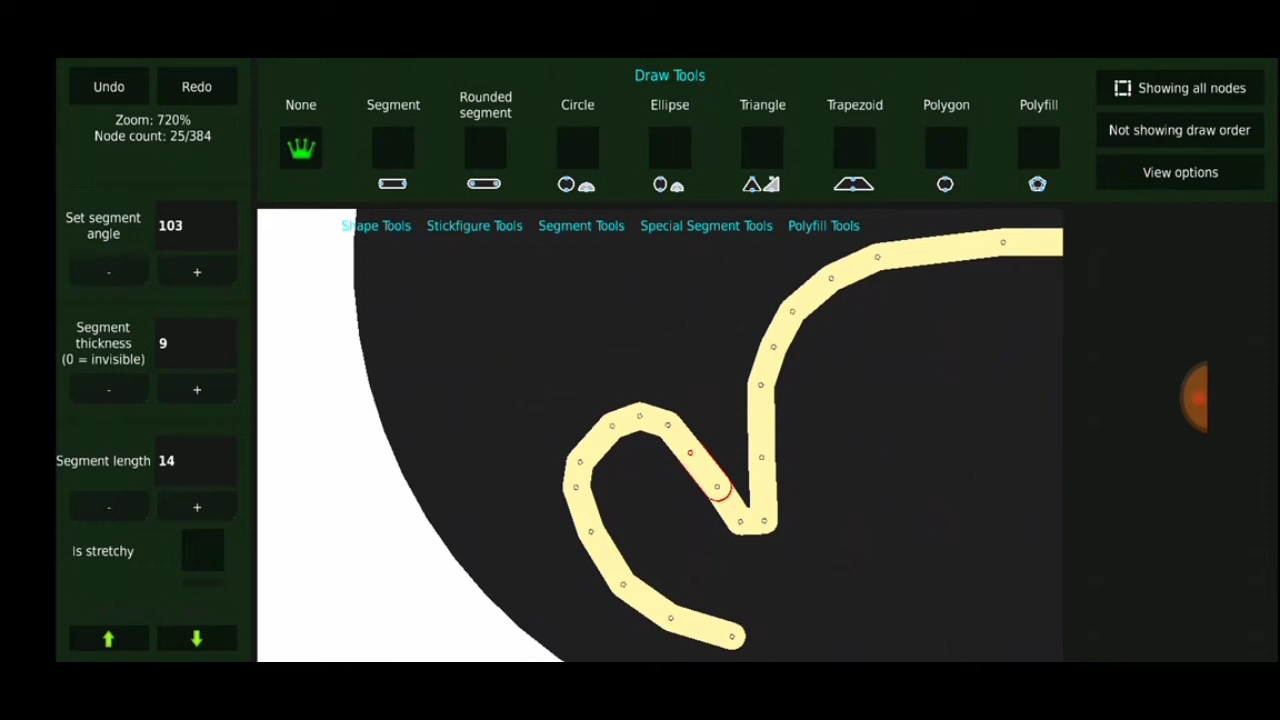 Undo
Redo
Zoom: 720%
Node count: 25/384
Set segment
angle
103
-
+
Segment
thickness
(0 = invisible)
9
-
+
Segment length
14
-
+
Is stretchy
Draw Tools
None
Segment
Rounded
segment
Circle
Ellipse
Triangle
Trapezoid
Polygon
Polyfill
Shape Tools
Stickfigure Tools
Segment Tools
Special Segment Tools
Polyfill Tools
Showing all nodes
Not showing draw order
View options